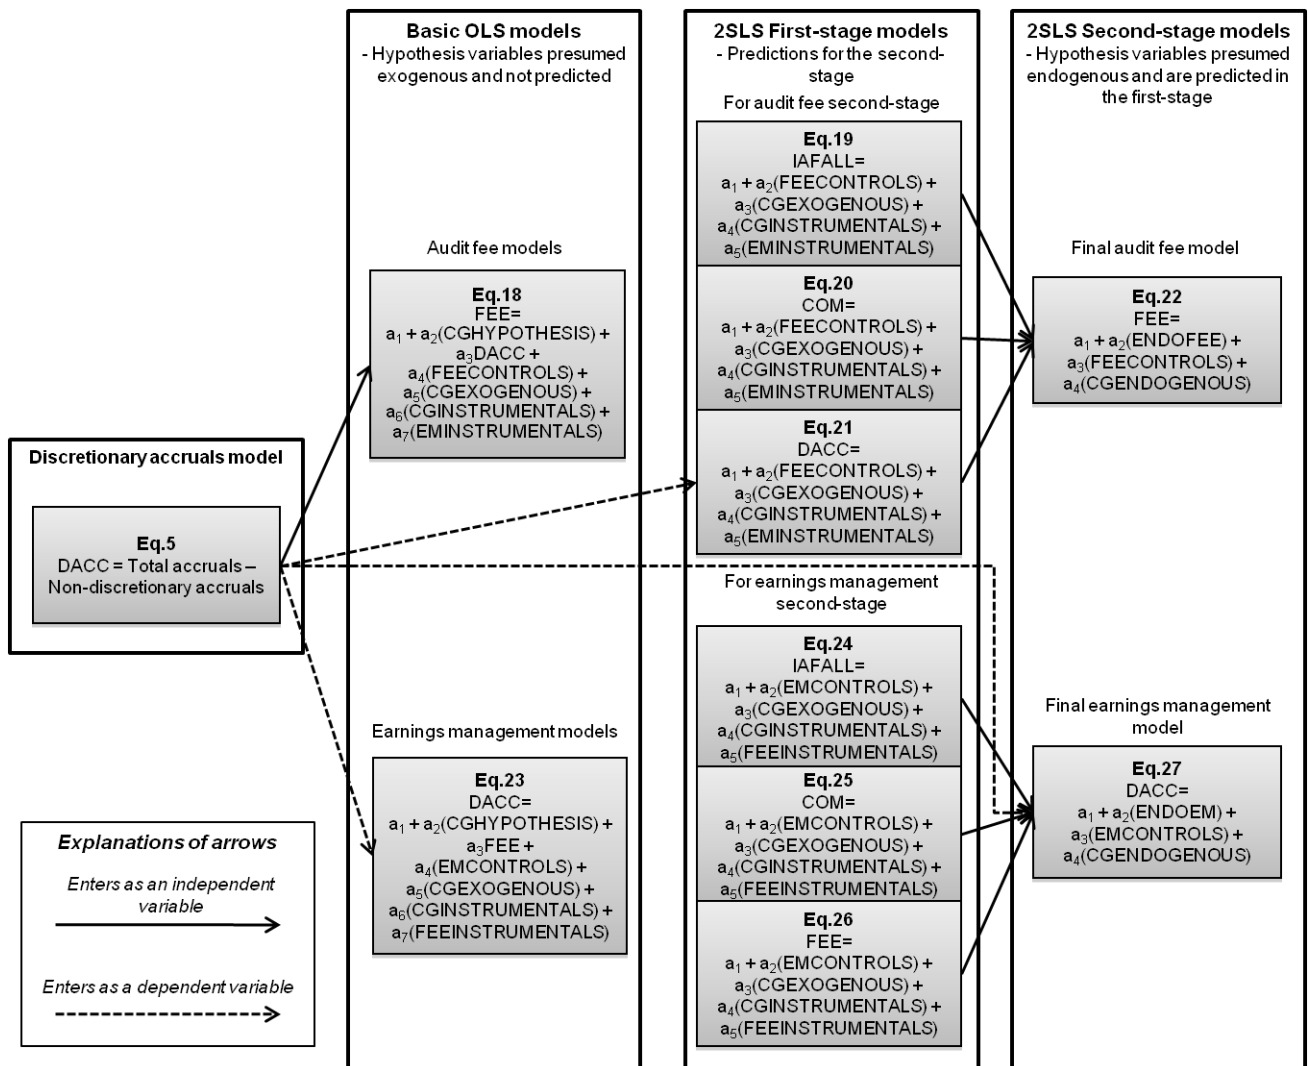 Discretionary accruals model
Eq.5
DACC = Total accruals –
Non-discretionary accruals
Explanations of arrows
Enters as an independent
variable
Enters as a dependent variable
Basic OLS models
- Hypothesis variables presumed
exogenous and not predicted
Audit fee models
Eq.18
FEE=
a₁ + a₂(CGHYPOTHESIS) +
a₃DACC +
a₄(FEECONTROLS) +
a₅(CGEXOGENOUS) +
a₆(CGINSTRUMENTALS) +
a₇(EMINSTRUMENTALS)
Earnings management models
Eq.23
DACC=
a₁ + a₂(CGHYPOTHESIS) +
a₃FEE +
a₄(EMCONTROLS) +
a₅(CGEXOGENOUS) +
a₆(CGINSTRUMENTALS) +
a₇(FEEINSTRUMENTALS)
2SLS First-stage models
- Predictions for the second-
stage
For audit fee second-stage
Eq.19
IAFALL=
a₁ + a₂(FEECONTROLS) +
a₃(CGEXOGENOUS) +
a₄(CGINSTRUMENTALS) +
a₅(EMINSTRUMENTALS)
Eq.20
COM=
a₁ + a₂(FEECONTROLS) +
a₃(CGEXOGENOUS) +
a₄(CGINSTRUMENTALS) +
a₅(EMINSTRUMENTALS)
Eq.21
DACC=
a₁ + a₂(FEECONTROLS) +
a₃(CGEXOGENOUS) +
a₄(CGINSTRUMENTALS) +
a₅(EMINSTRUMENTALS)
For earnings management
second-stage
Eq.24
IAFALL=
a₁ + a₂(EMCONTROLS) +
a₃(CGEXOGENOUS) +
a₄(CGINSTRUMENTALS) +
a₅(FEEINSTRUMENTALS)
Eq.25
COM=
a₁ + a₂(EMCONTROLS) +
a₃(CGEXOGENOUS) +
a₄(CGINSTRUMENTALS) +
a₅(FEEINSTRUMENTALS)
Eq.26
FEE=
a₁ + a₂(EMCONTROLS) +
a₃(CGEXOGENOUS) +
a₄(CGINSTRUMENTALS) +
a₅(FEEINSTRUMENTALS)
2SLS Second-stage models
- Hypothesis variables presumed
endogenous and are predicted in
the first-stage
Final audit fee model
Eq.22
FEE=
a₁ + a₂(ENDOFEE) +
a₃(FEECONTROLS) +
a₄(CGENDOGENOUS)
Final earnings management
model
Eq.27
DACC=
a₁ + a₂(ENDOEM) +
a₃(EMCONTROLS) +
a₄(CGENDOGENOUS)